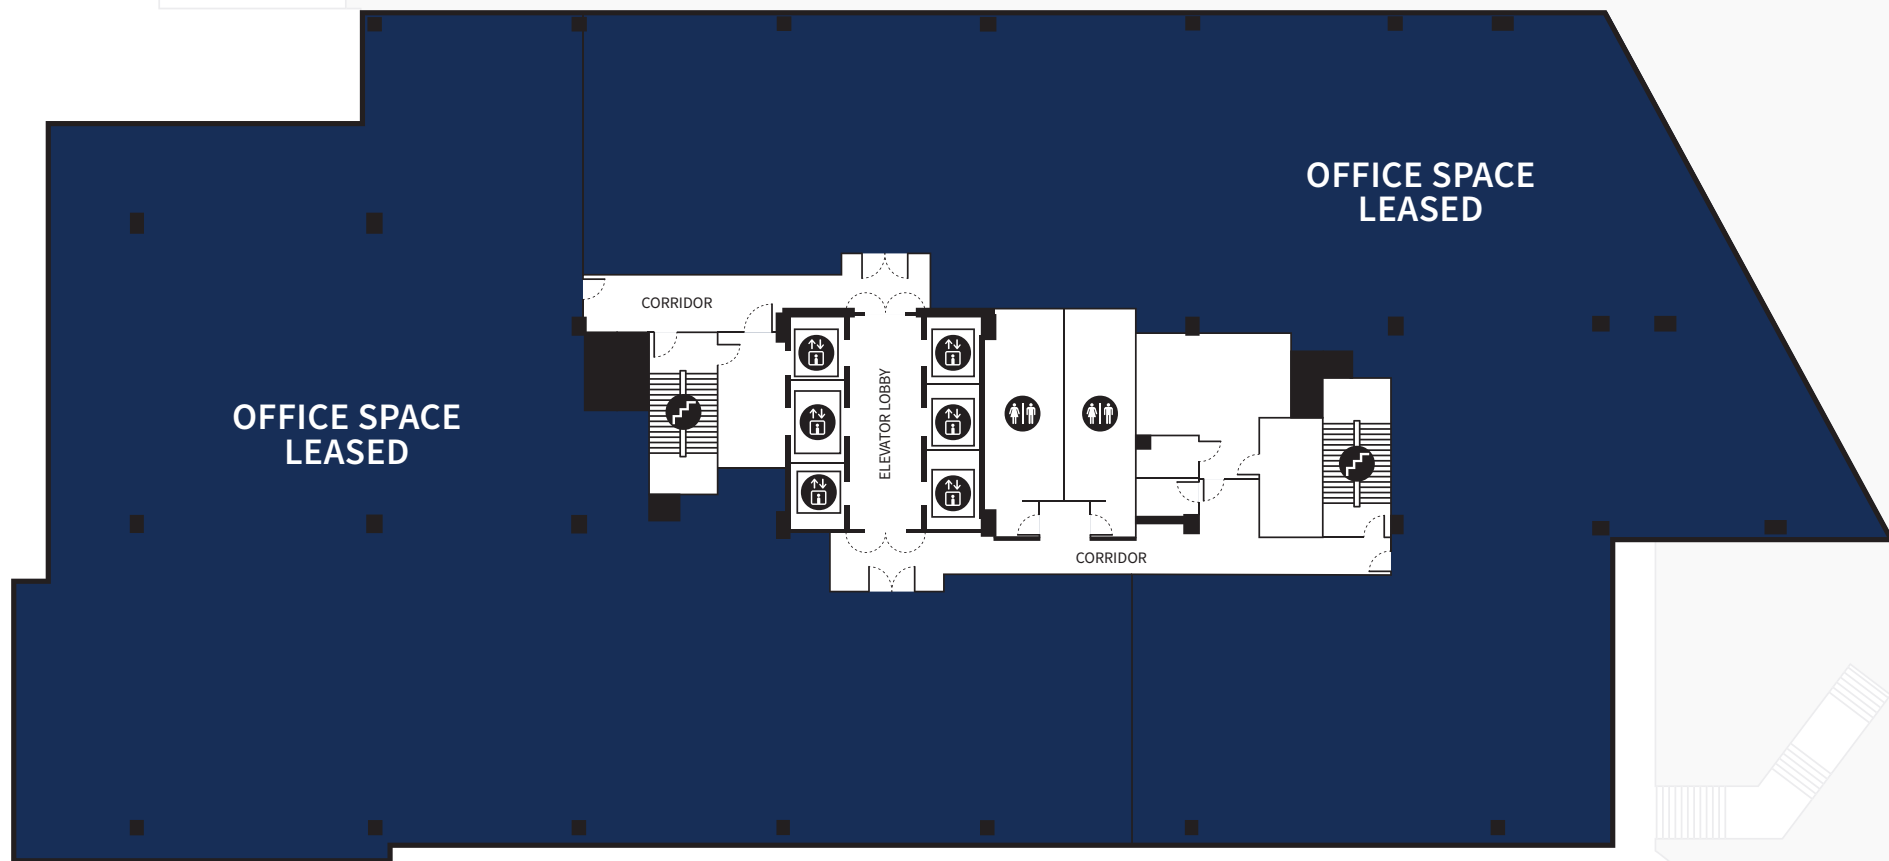 OFFICE SPACE
LEASED
CORRIDOR
OFFICE SPACE
LEASED
ELEVATOR LOBBY
CORRIDOR